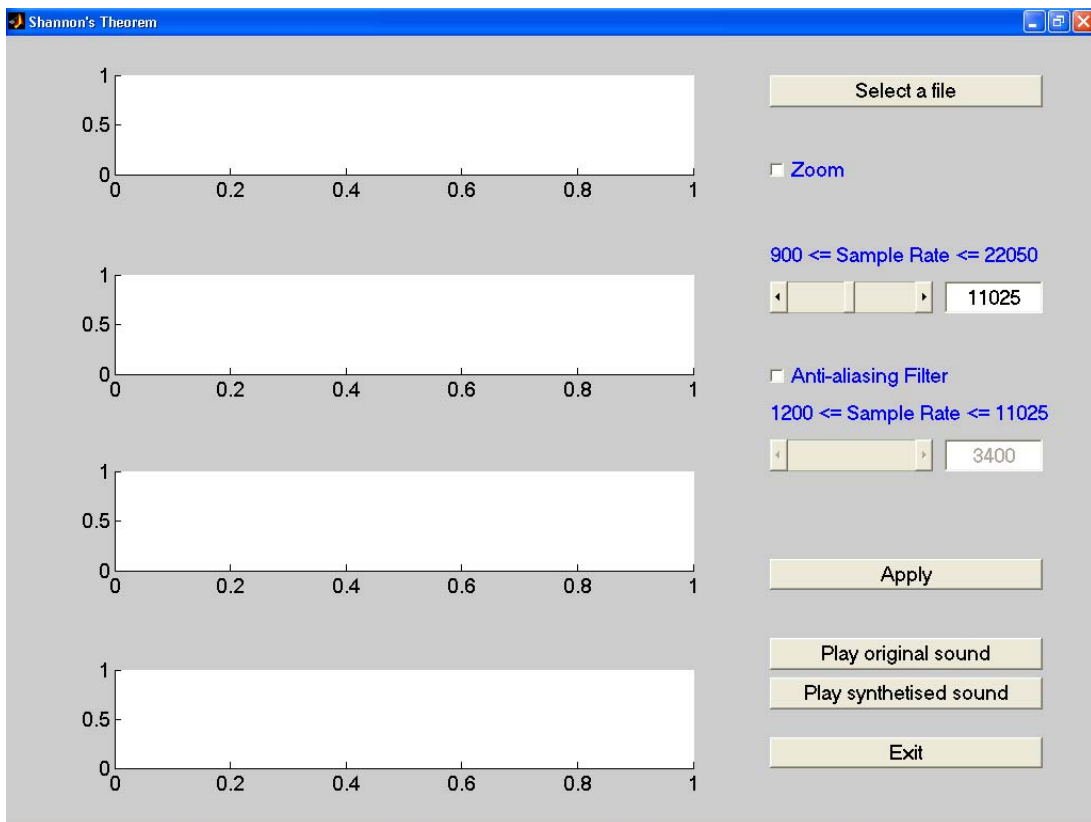 Shannon's Theorem
1
0.5
0
0 0.2 0.4 0.6 0.8 1
Select a file
Zoom
1
0.5
0
0 0.2 0.4 0.6 0.8 1
900 <= Sample Rate <= 22050
11025
Anti-aliasing Filter
1200 <= Sample Rate <= 11025
3400
1
0.5
0
0 0.2 0.4 0.6 0.8 1
Apply
1
0.5
0
0 0.2 0.4 0.6 0.8 1
Play original sound
Play synthetised sound
Exit